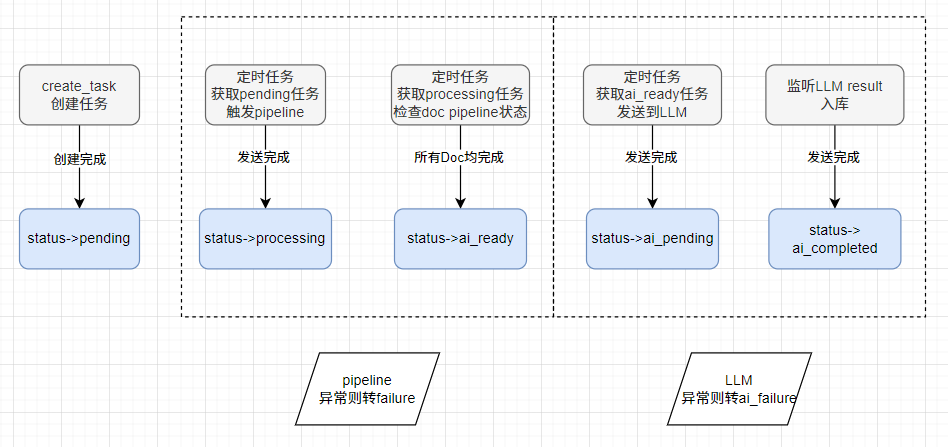 create_task
创建任务
创建完成
status->pending
定时任务
获取pending任务
触发pipeline
发送完成
status->processing
定时任务
获取processing任务
检查doc pipeline状态
所有Doc均完成
status->ai_ready
定时任务
获取ai_ready任务
发送到LLM
发送完成
status->ai_pending
监听LLM result
入库
发送完成
status->
ai_completed
pipeline
异常则转failure
LLM
异常则转ai_failure